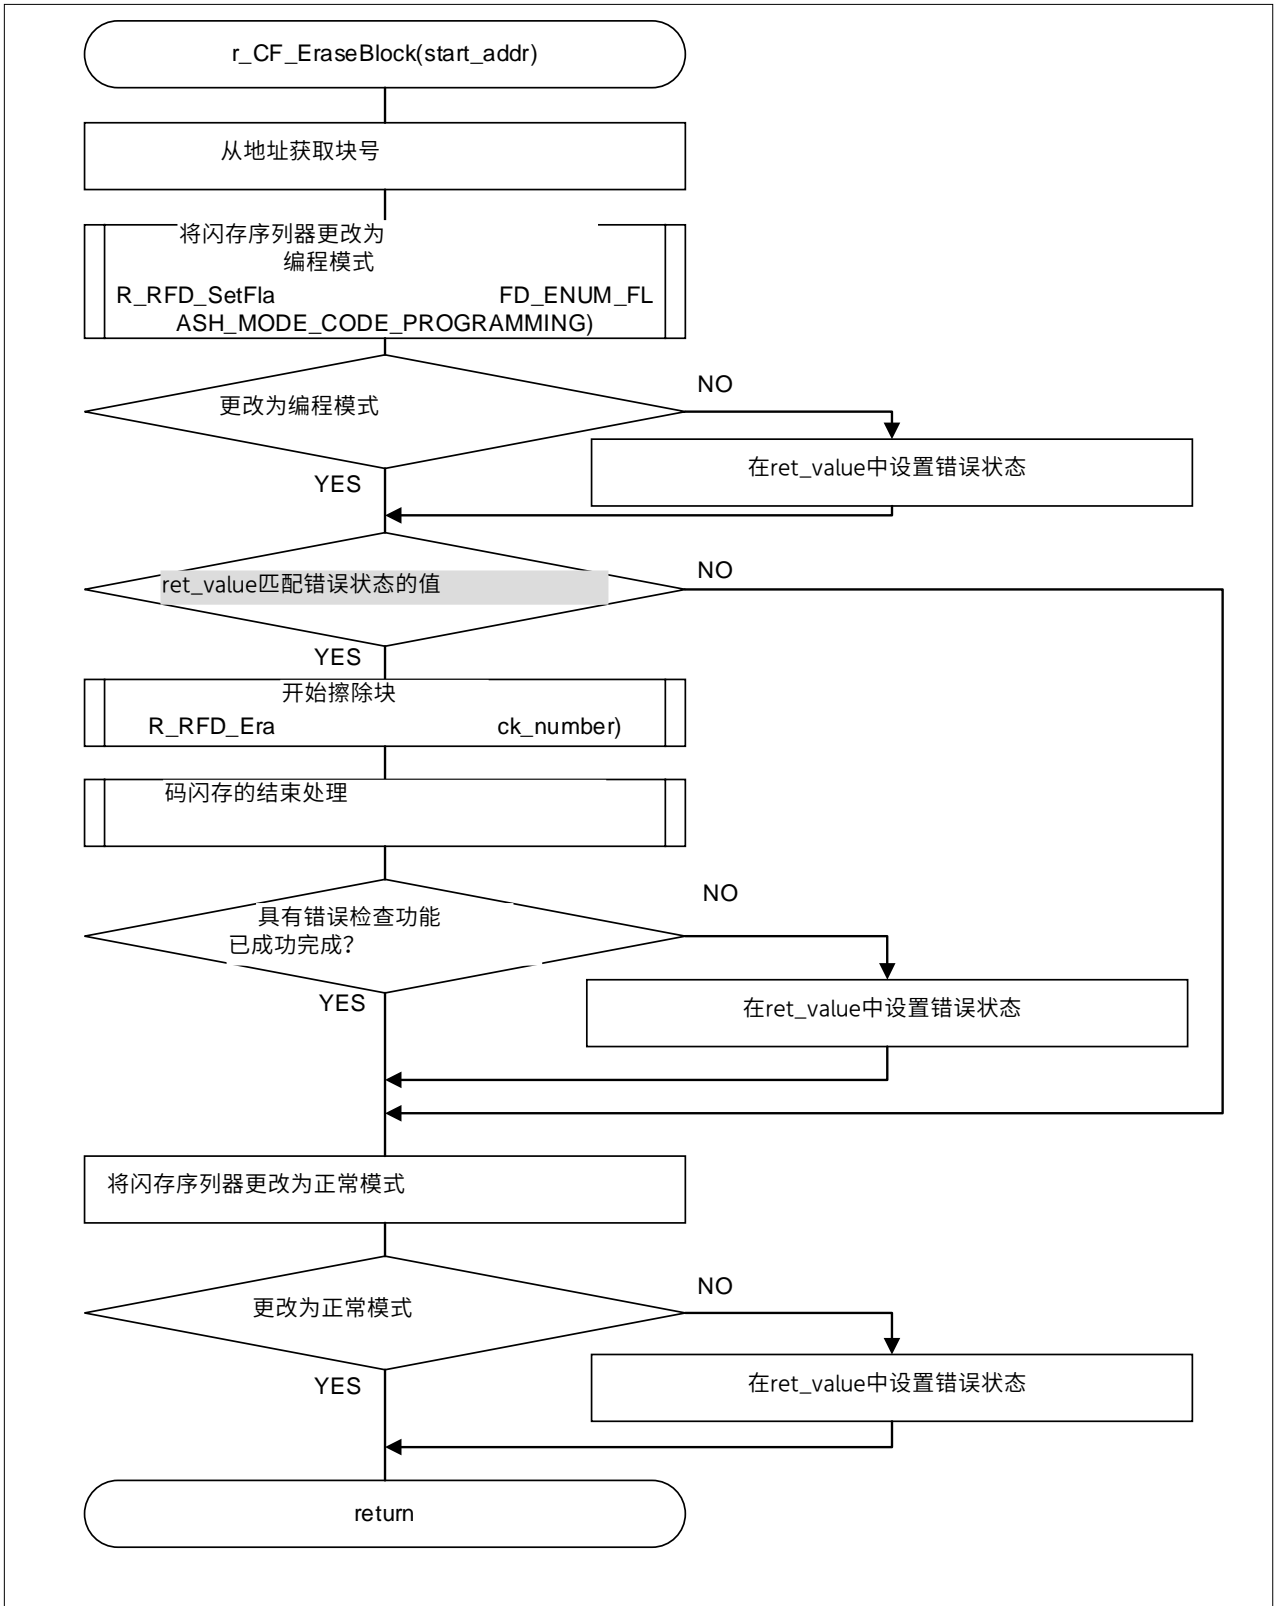 r_CF_EraseBlock(start_addr)
从地址获取块号
将闪存序列器更改为
编程模式
R_RFD_SetFla FD_ENUM_FL
ASH_MODE_CODE_PROGRAMMING)
更改为编程模式
NO
在ret_value中设置错误状态
YES
ret_value匹配错误状态的值
NO
YES
开始擦除块
R_RFD_Era ck_number)
码闪存的结束处理
具有错误检查功能
已成功完成?
NO
YES
在ret_value中设置错误状态
将闪存序列器更改为正常模式
更改为正常模式
NO
在ret_value中设置错误状态
YES
return